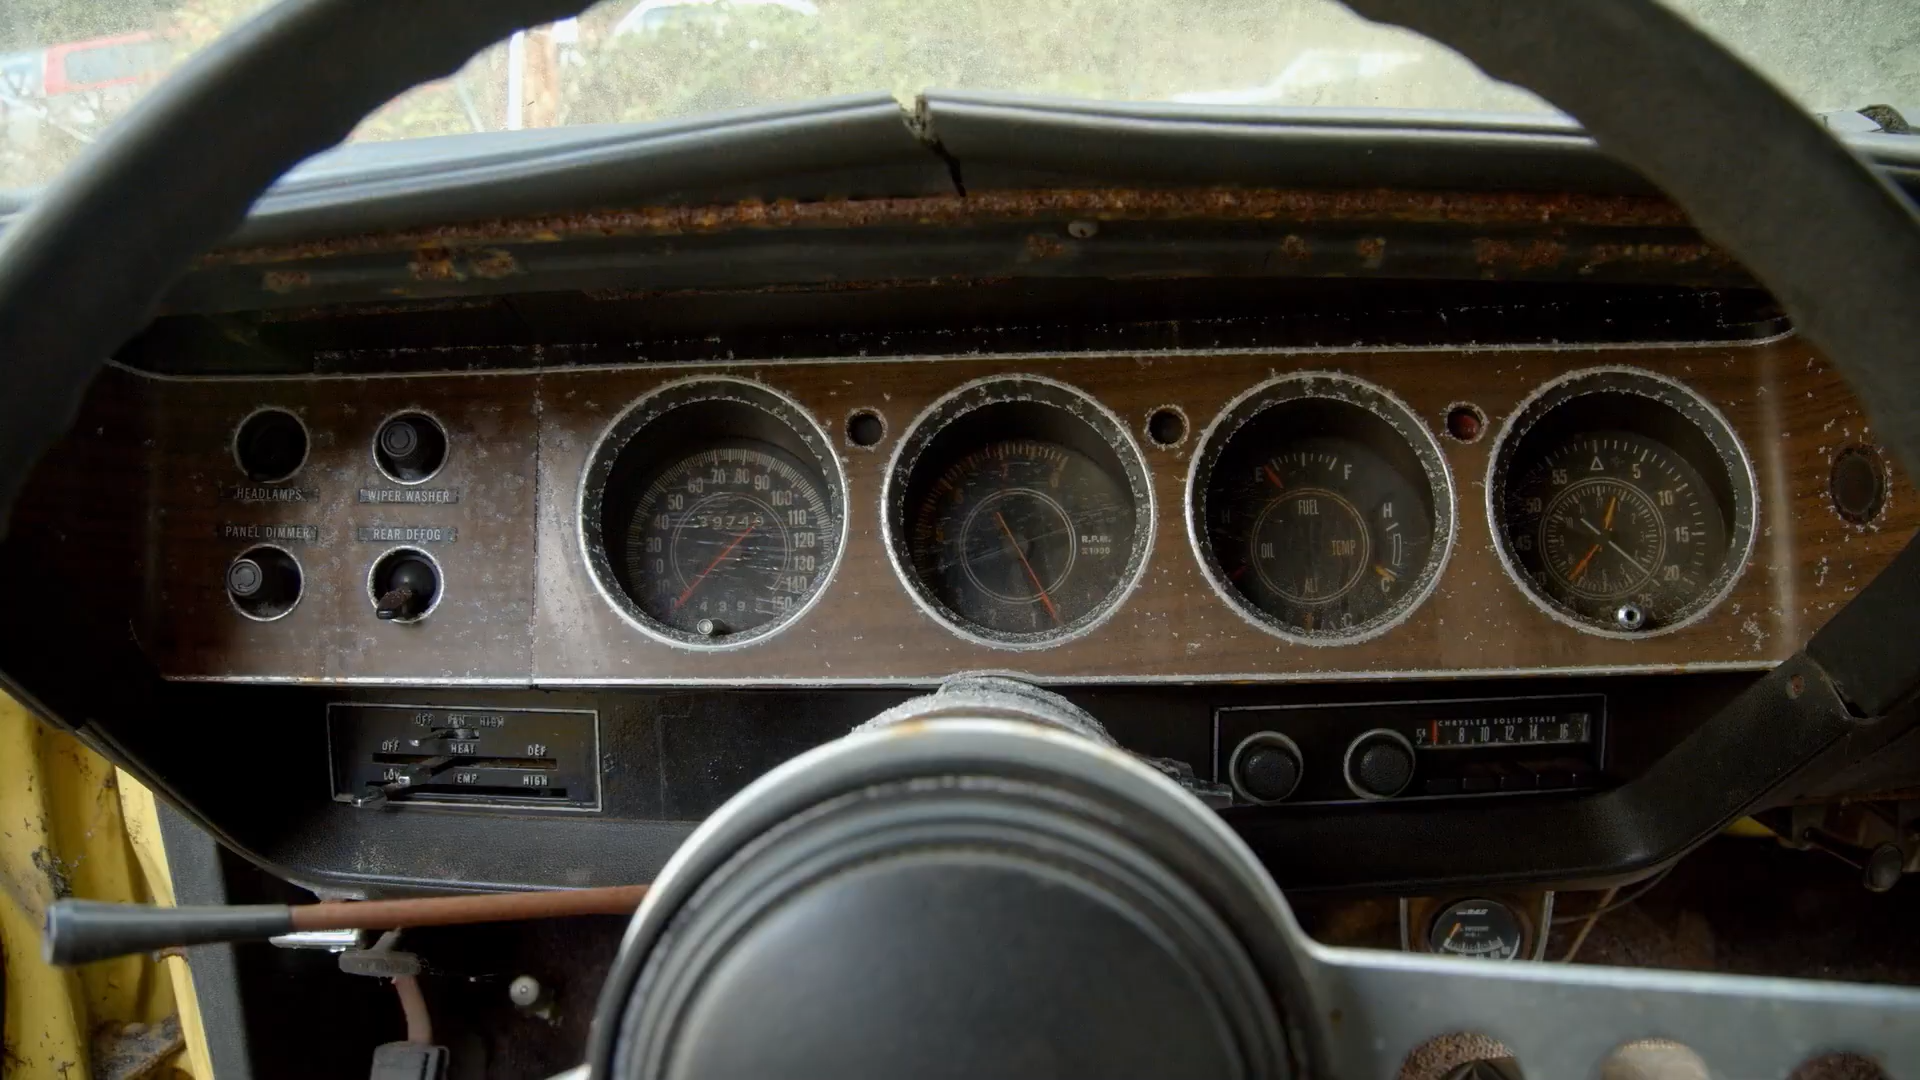 HEADLAMPS
WIPER WASHER
PANEL DIMMER
REAR DEFOG
40 50 60 70 80 90 100 110 120 130 140 150
30
R.P.M.
X1000
1
E F
FUEL
OIL TEMP
ALT
H
C
55 5 10 15 20 25
50
45
OFF FAN HIGH
OFF HEAT DEF
LOW TEMP HIGH
CHRYSLER SOLID STATE
8 10 12 14 16